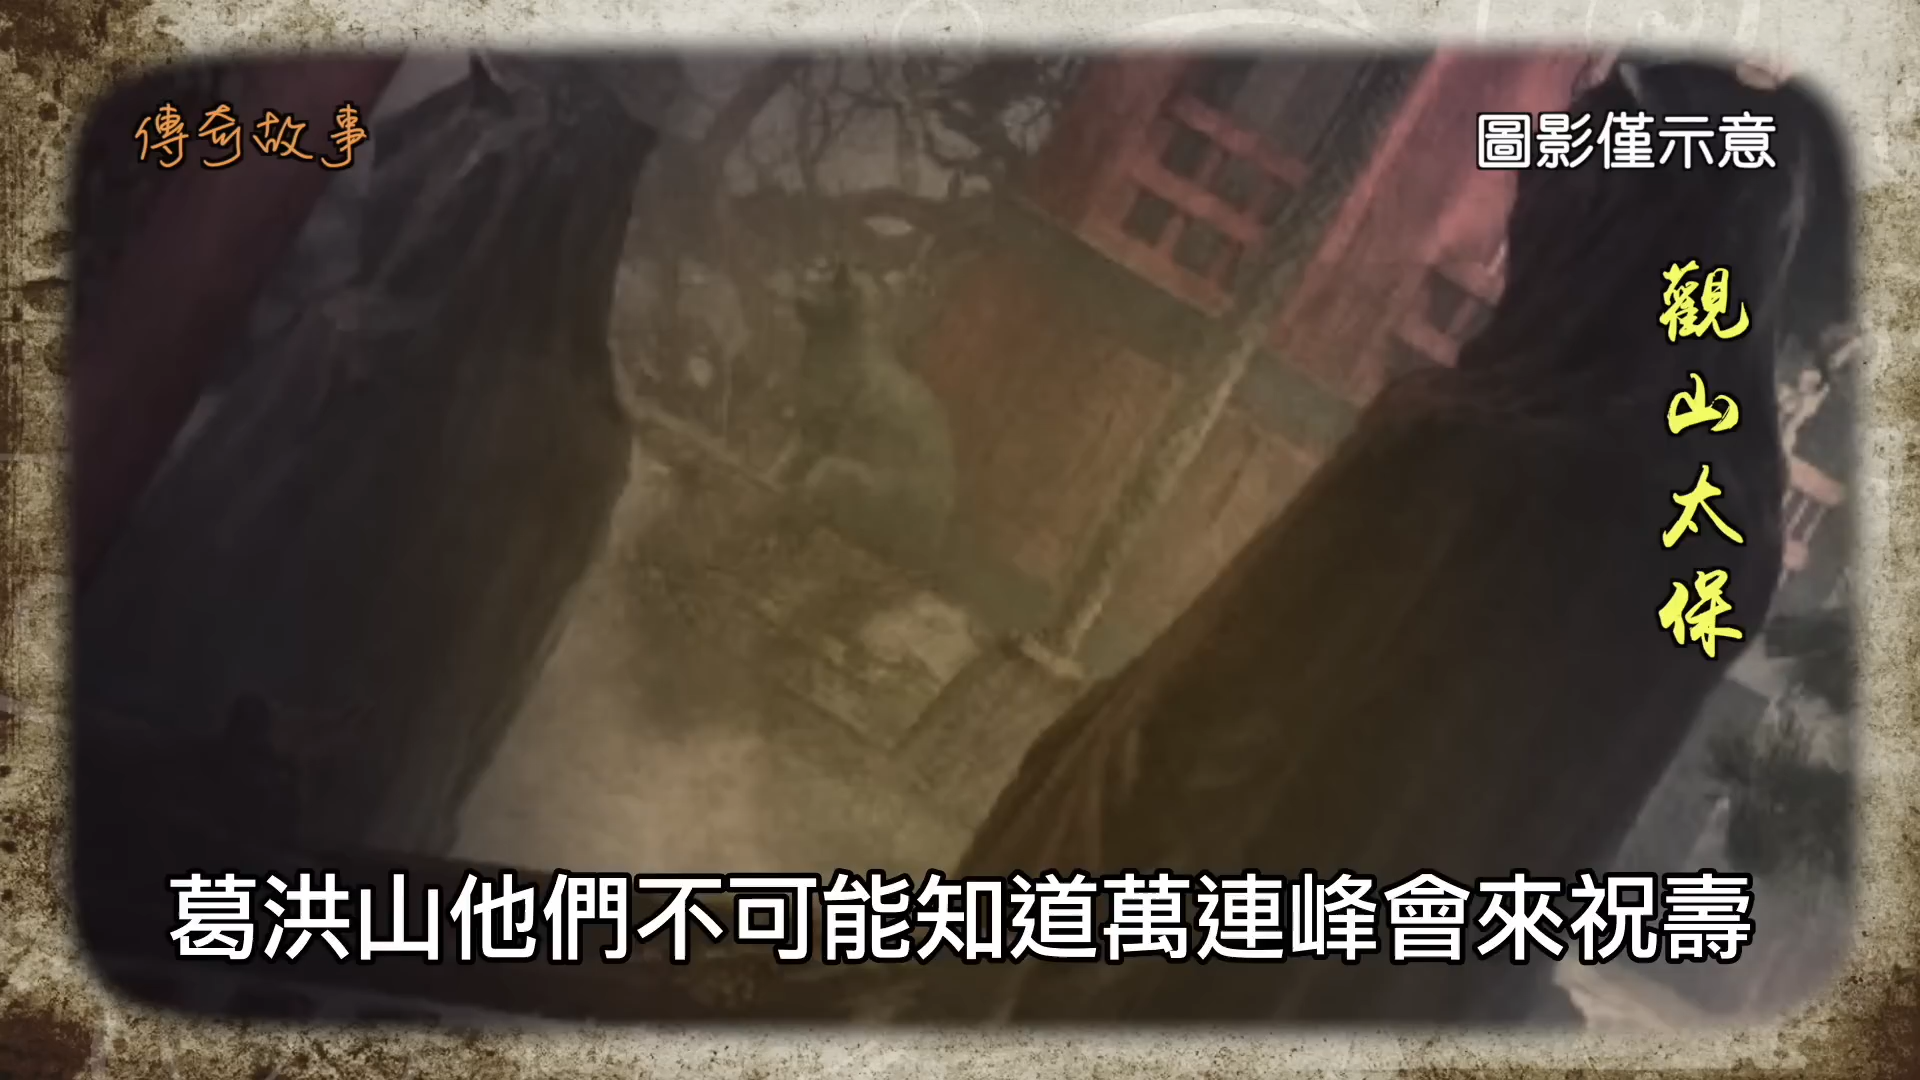 傳奇故事
圖影僅示意
觀山太保
葛洪山他們不可能知道萬連峰會來祝壽